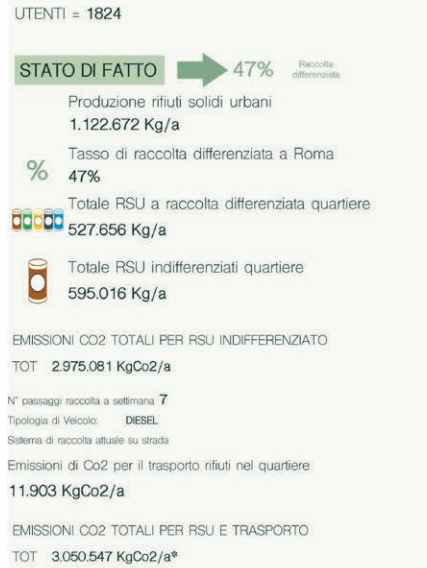 UTENTI = 1824
STATO DI FATTO 47% Raccolta
differenziata
Produzione rifiuti solidi urbani
1.122.672 Kg/a
Tasso di raccolta differenziata a Roma
% 47%
Totale RSU a raccolta differenziata quartiere
527.656 Kg/a
Totale RSU indifferenziati quartiere
595.016 Kg/a
EMISSIONI CO2 TOTALI PER RSU INDIFFERENZIATO
TOT 2.975.081 KgCo2/a
N° passaggi raccolta a settimana 7
Tipologia di Veicolo: DIESEL
Sistema di raccolta attuale su strada
Emissioni di Co2 per il trasporto rifiuti nel quartiere
11.903 KgCo2/a
EMISSIONI CO2 TOTALI PER RSU E TRASPORTO
TOT 3.050.547 KgCo2/a*